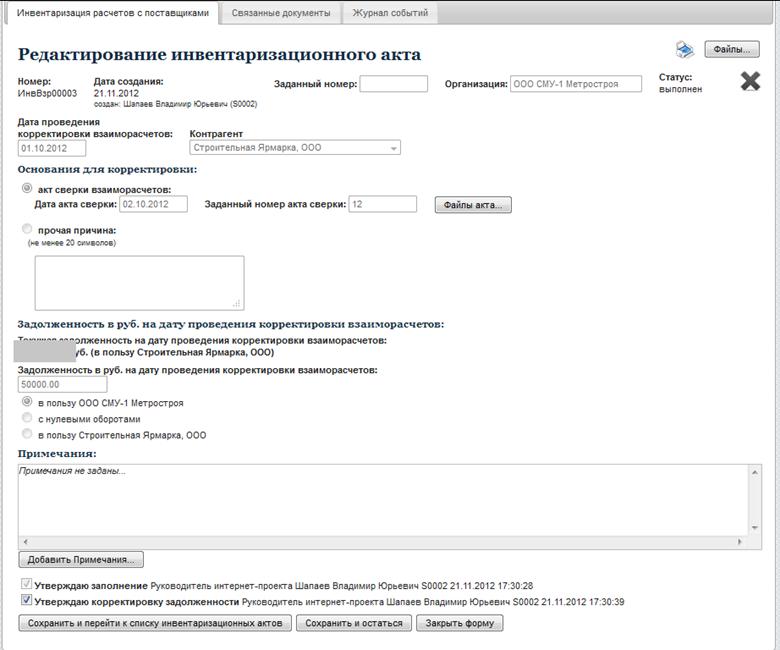 Инвентаризация расчетов с поставщиками Связанные документы Журнал событий
Редактирование инвентаризационного акта Файлы...
Номер: Дата создания: Заданный номер: Организация: ООО СМУ-1 Метростроя Статус:
ИнвВзр00003 21.11.2012 выполнен
создан: Шапаев Владимир Юрьевич (S0002)
Дата проведения
корректировки взаиморасчетов: Контрагент
01.10.2012 Строительная Ярмарка, ООО
Основания для корректировки:
акт сверки взаиморасчетов:
Дата акта сверки: 02.10.2012 Заданный номер акта сверки: 12 Файлы акта...
прочая причина:
(не менее 20 символов)
Задолженность в руб. на дату проведения корректировки взаиморасчетов:
Текущая задолженность на дату проведения корректировки взаиморасчетов:
уб. (в пользу Строительная Ярмарка, ООО)
Задолженность в руб. на дату проведения корректировки взаиморасчетов:
50000.00
в пользу ООО СМУ-1 Метростроя
с нулевыми оборотами
в пользу Строительная Ярмарка, ООО
Примечания:
Примечания не заданы...
Добавить Примечания...
Утверждаю заполнение Руководитель интернет-проекта Шапаев Владимир Юрьевич S0002 21.11.2012 17:30:28
Утверждаю корректировку задолженности Руководитель интернет-проекта Шапаев Владимир Юрьевич S0002 21.11.2012 17:30:39
Сохранить и перейти к списку инвентаризационных актов Сохранить и остаться Закрыть форму